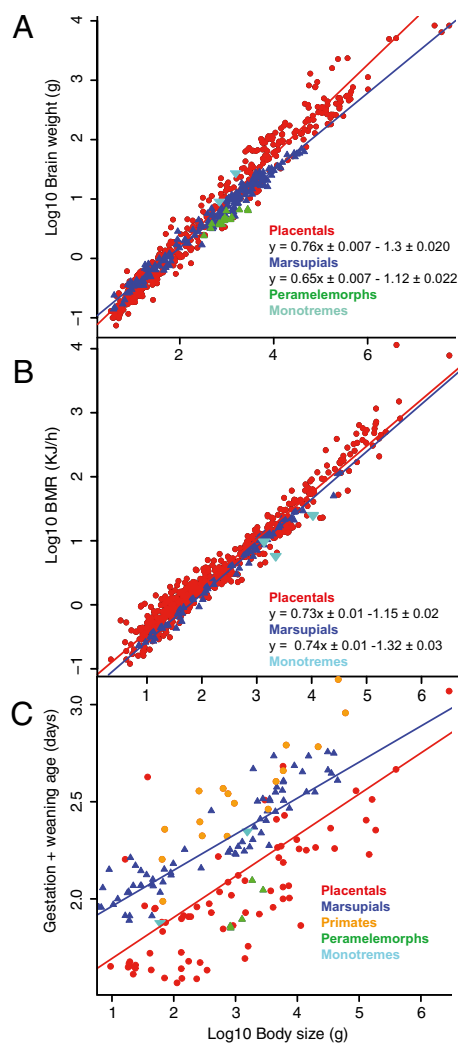 A
4
3
2
1
0
−1
Log10 Brain weight (g)
Placentals
y = 0.76x ± 0.007 - 1.3 ± 0.020
Marsupials
y = 0.65x ± 0.007 - 1.12 ± 0.022
Peramelemorphs
Monotremes
2
4
6
B
4
3
2
1
0
−1
Log10 BMR (KJ/h)
Placentals
y = 0.73x ± 0.01 -1.15 ± 0.02
Marsupials
y = 0.74x ± 0.01 -1.32 ± 0.03
Monotremes
1
2
3
4
5
6
C
3.0
2.5
2.0
Gestation + weaning age (days)
Placentals
Marsupials
Primates
Peramelemorphs
Monotremes
1
2
3
4
5
6
Log10 Body size (g)